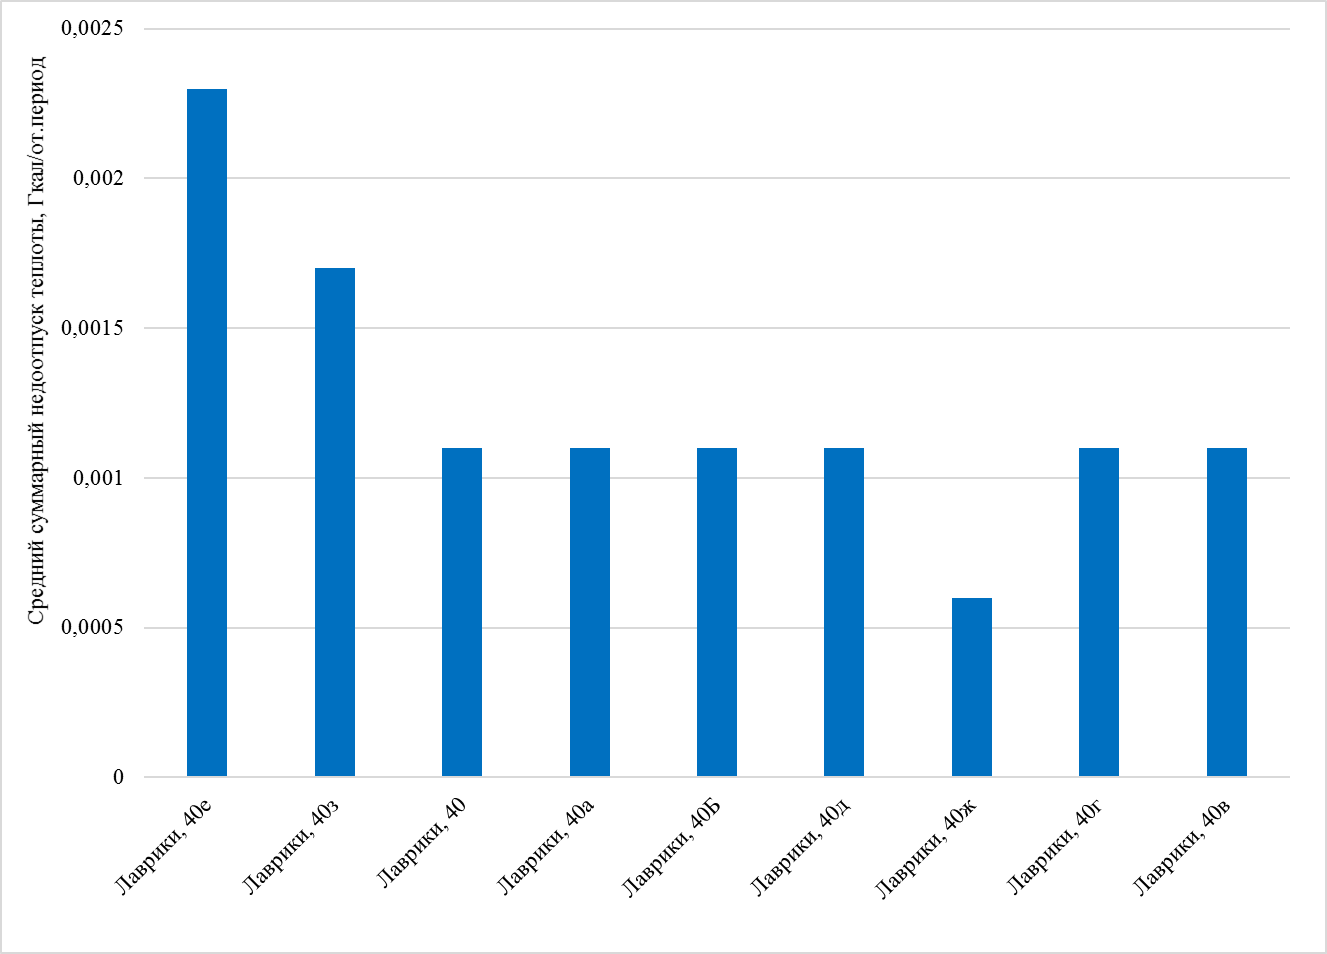 Средний суммарный недоотпуск теплоты, Гкал/от.период
0,0025
0,002
0,0015
0,001
0,0005
0
Лаврики, 40е
Лаврики, 40з
Лаврики, 40
Лаврики, 40а
Лаврики, 40Б
Лаврики, 40д
Лаврики, 40ж
Лаврики, 40г
Лаврики, 40в